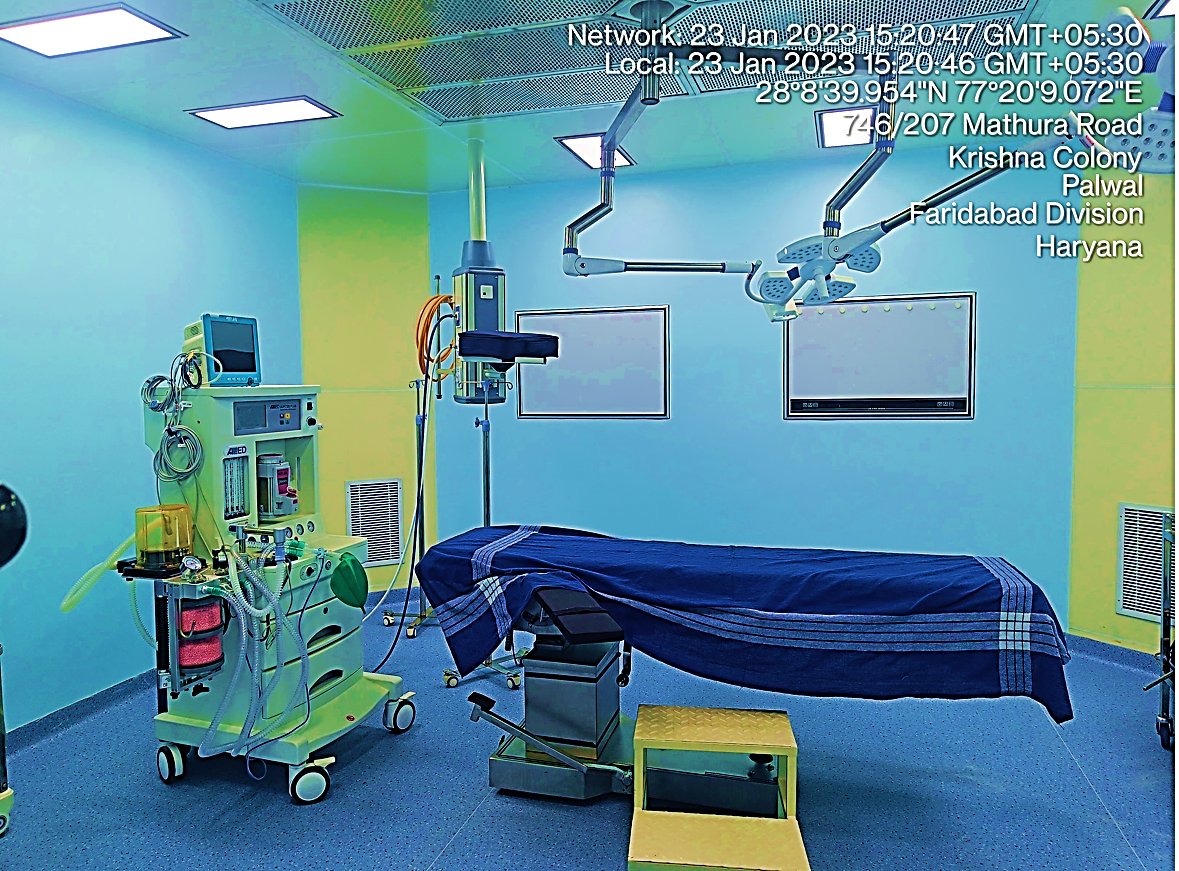 Network: 23 Jan 2023 15:20:47 GMT+05:30
Local: 23 Jan 2023 15:20:46 GMT+05:30
28°8'39.954"N 77°20'9.072"E
746/207 Mathura Road
Krishna Colony
Palwal
Faridabad Division
Haryana